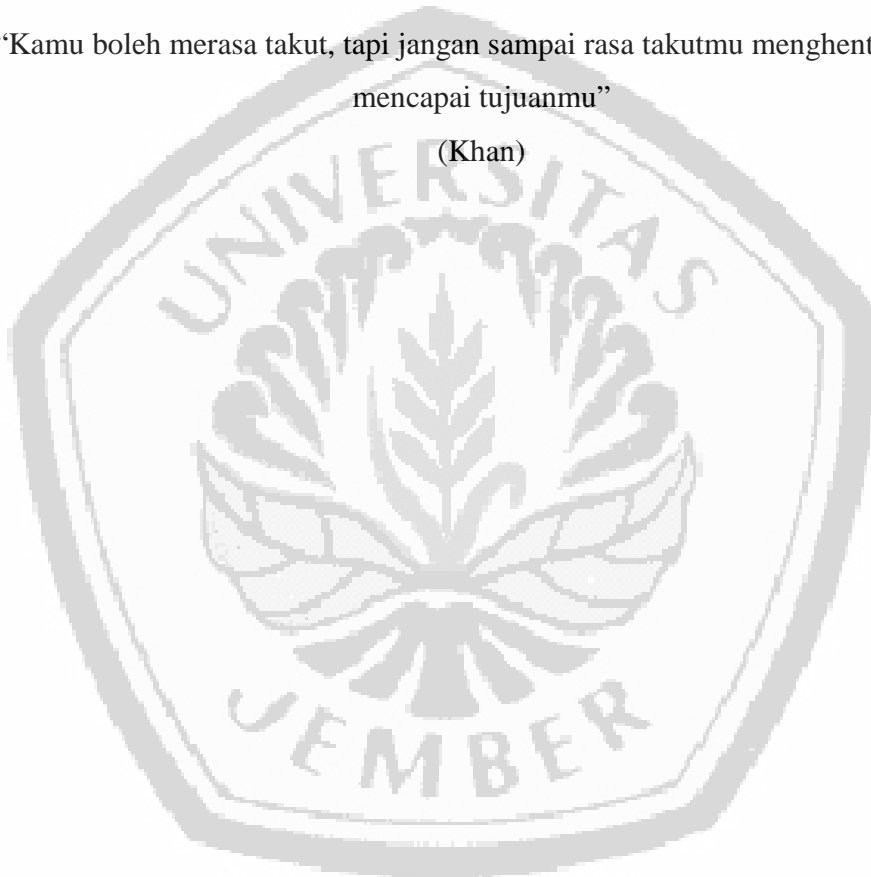 “Kamu boleh merasa takut, tapi jangan sampai rasa takutmu
mencapai tujuanmu”
(Khan)
UNIVERSITAS
JEMBER